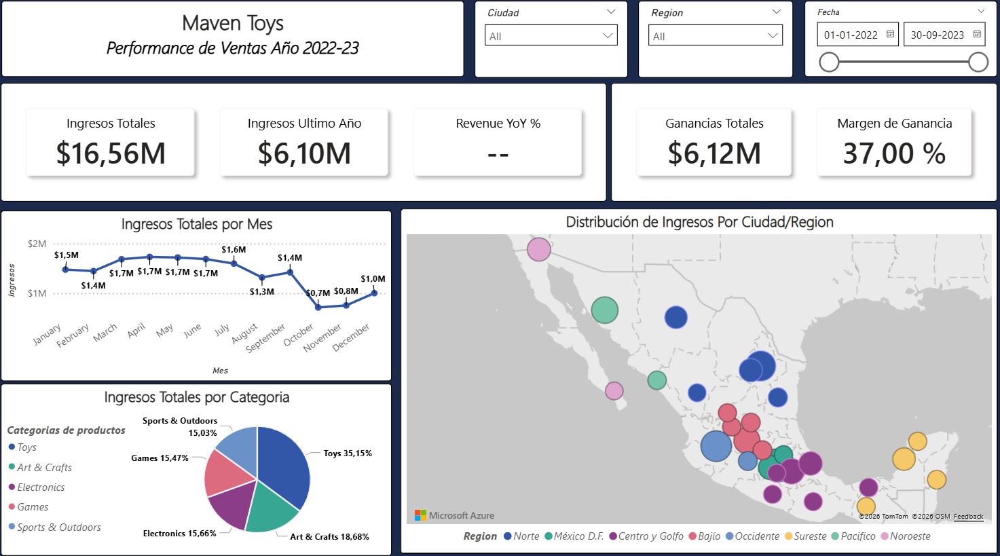 Maven Toys
Performance de Ventas Año 2022-23
Ciudad
All
Region
All
Fecha
01-01-2022
30-09-2023
Ingresos Totales
$16,56M
Ingresos Ultimo Año
$6,10M
Revenue YoY %
--
Ganancias Totales
$6,12M
Margen de Ganancia
37,00 %
Ingresos Totales por Mes
Ingresos
$2M
$1M
$1,5M
$1,4M
$1,7M
$1,7M
$1,7M
$1,7M
$1,6M
$1,3M
$1,4M
$0,7M
$0,8M
$1,0M
January
February
March
April
May
June
July
August
September
October
November
December
Mes
Ingresos Totales por Categoria
Categorias de productos
Toys
Art & Crafts
Electronics
Games
Sports & Outdoors
Sports & Outdoors
15,03%
Games 15,47%
Toys 35,15%
Electronics 15,66%
Art & Crafts 18,68%
Distribución de Ingresos Por Ciudad/Region
Microsoft Azure
©2026 TomTom ©2026 OSM Feedback
Region
Norte
México D.F.
Centro y Golfo
Bajío
Occidente
Sureste
Pacifico
Noroeste